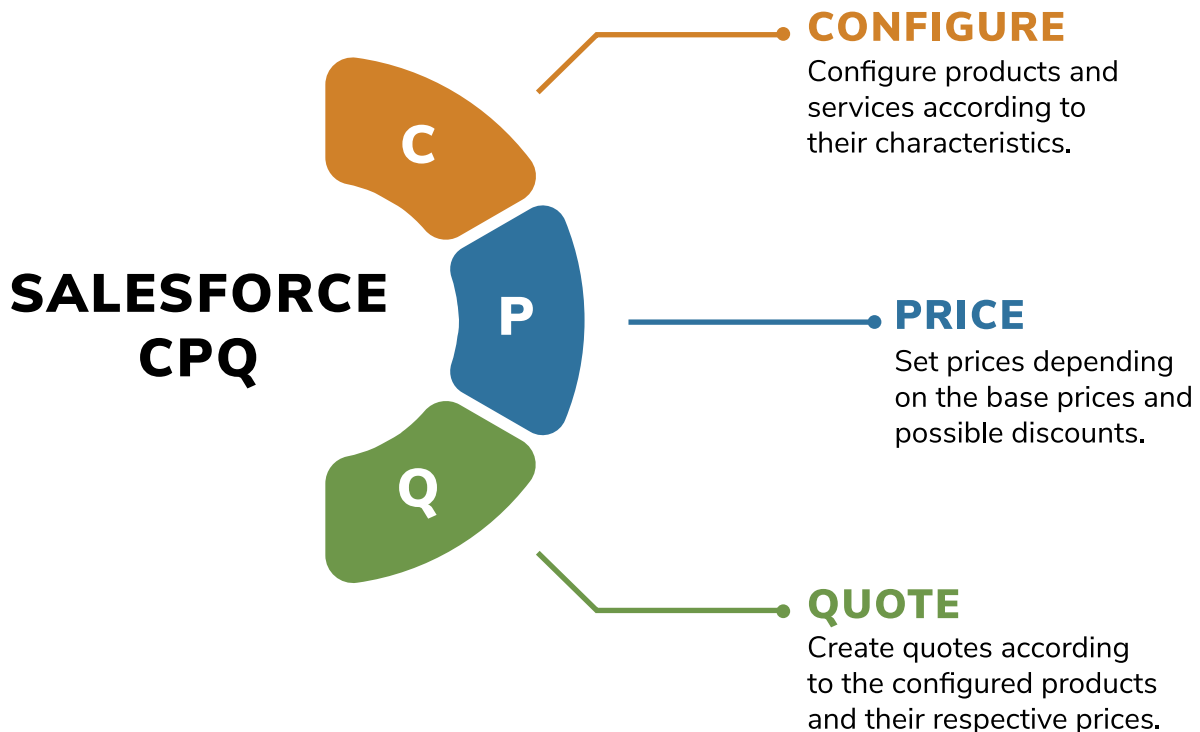 SALESFORCE
CPQ
C
CONFIGURE
Configure products and
services according to
their characteristics.
P
PRICE
Set prices depending
on the base prices and
possible discounts.
Q
QUOTE
Create quotes according
to the configured products
and their respective prices.